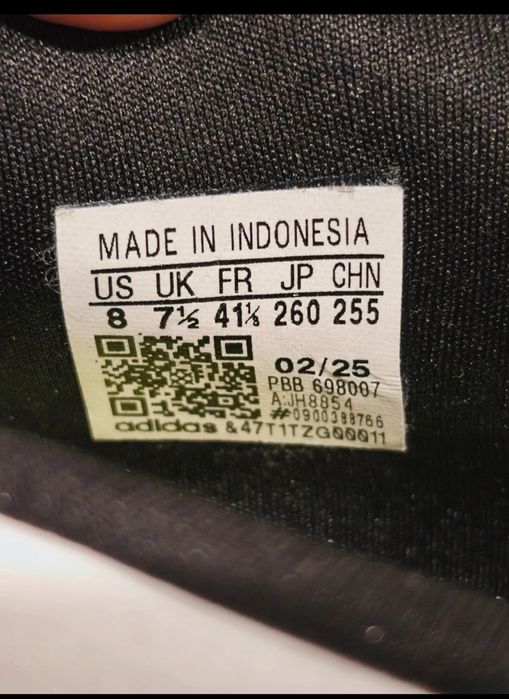 MADE IN INDONESIA
US UK FR JP CHN
8 7½ 41⅓ 260 255
02/25
PBB 698007
A:JH8854
#0900388766
adidas &47T1TZG00011